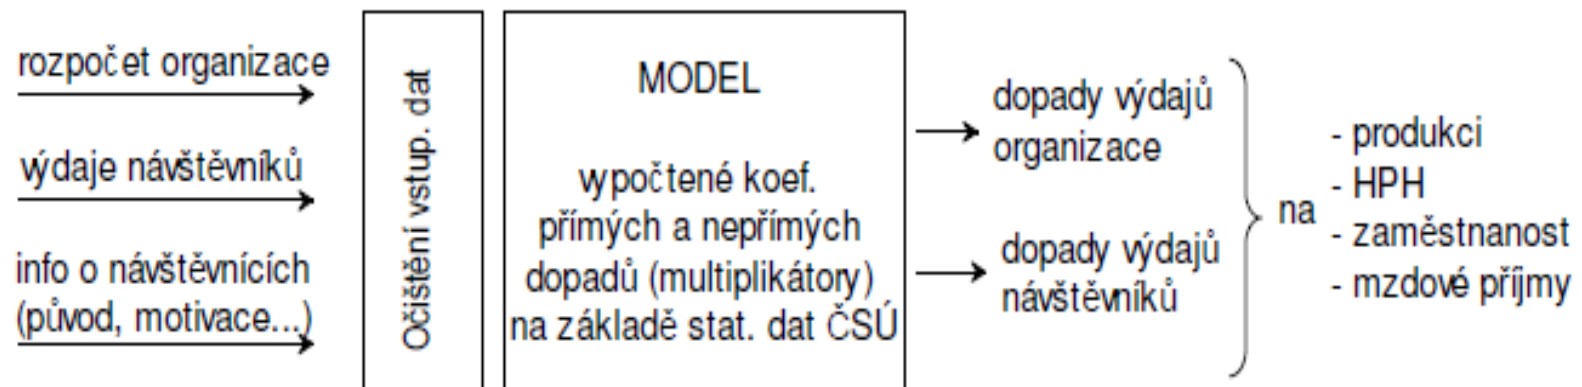 rozpočet organizace
výdaje návštěvníků
info o návštěvnících
(původ, motivace...)
Očištění vstup. dat
MODEL
vypočtené koef.
přímých a nepřímých
dopadů (multiplikátory)
na základě stat. dat ČSÚ
dopady výdajů
organizace
dopady výdajů
návštěvníků
na
- produkci
- HPH
- zaměstnanost
- mzdové příjmy